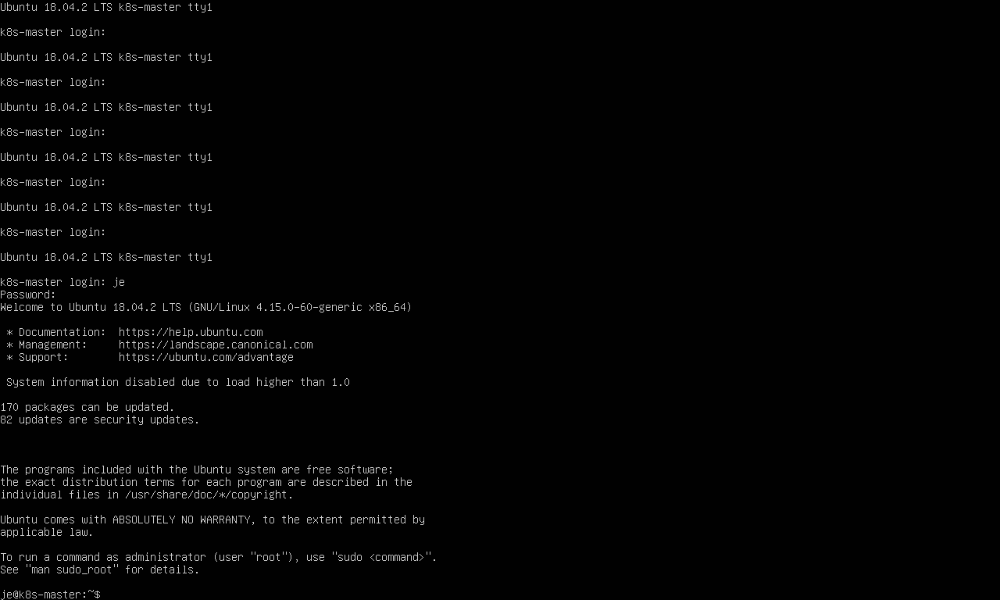 Ubuntu 18.04.2 LTS k8s-master tty1
k8s-master login:
Ubuntu 18.04.2 LTS k8s-master tty1
k8s-master login:
Ubuntu 18.04.2 LTS k8s-master tty1
k8s-master login:
Ubuntu 18.04.2 LTS k8s-master tty1
k8s-master login:
Ubuntu 18.04.2 LTS k8s-master tty1
k8s-master login:
Ubuntu 18.04.2 LTS k8s-master tty1
k8s-master login: je
Password:
Welcome to Ubuntu 18.04.2 LTS (GNU/Linux 4.15.0-60-generic x86_64)
* Documentation:  https://help.ubuntu.com
* Management:     https://landscape.canonical.com
* Support:        https://ubuntu.com/advantage
System information disabled due to load higher than 1.0
170 packages can be updated.
82 updates are security updates.
The programs included with the Ubuntu system are free software;
the exact distribution terms for each program are described in the
individual files in /usr/share/doc/*/copyright.
Ubuntu comes with ABSOLUTELY NO WARRANTY, to the extent permitted by
applicable law.
To run a command as administrator (user "root"), use "sudo <command>".
See "man sudo_root" for details.
je@k8s-master:~$